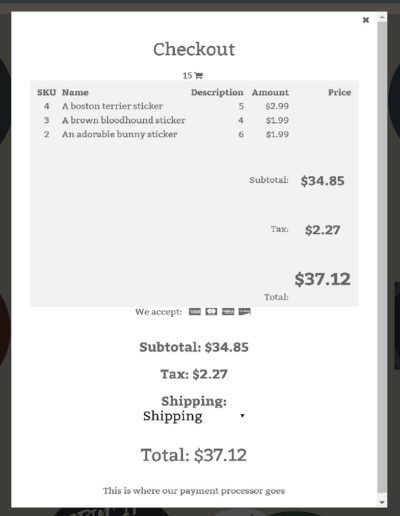 ✖
Checkout
15
SKU Name Description Amount Price
4 A boston terrier sticker 5 $2.99
3 A brown bloodhound sticker 4 $1.99
2 An adorable bunny sticker 6 $1.99
Subtotal: $34.85
Tax: $2.27
$37.12
Total:
We accept: VISA
Subtotal: $34.85
Tax: $2.27
Shipping:
Shipping
Total: $37.12
This is where our payment processor goes